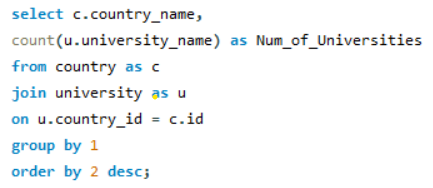 select c.country_name,
count(u.university_name) as Num_of_Universities
from country as c
join university as u
on u.country_id = c.id
group by 1
order by 2 desc;